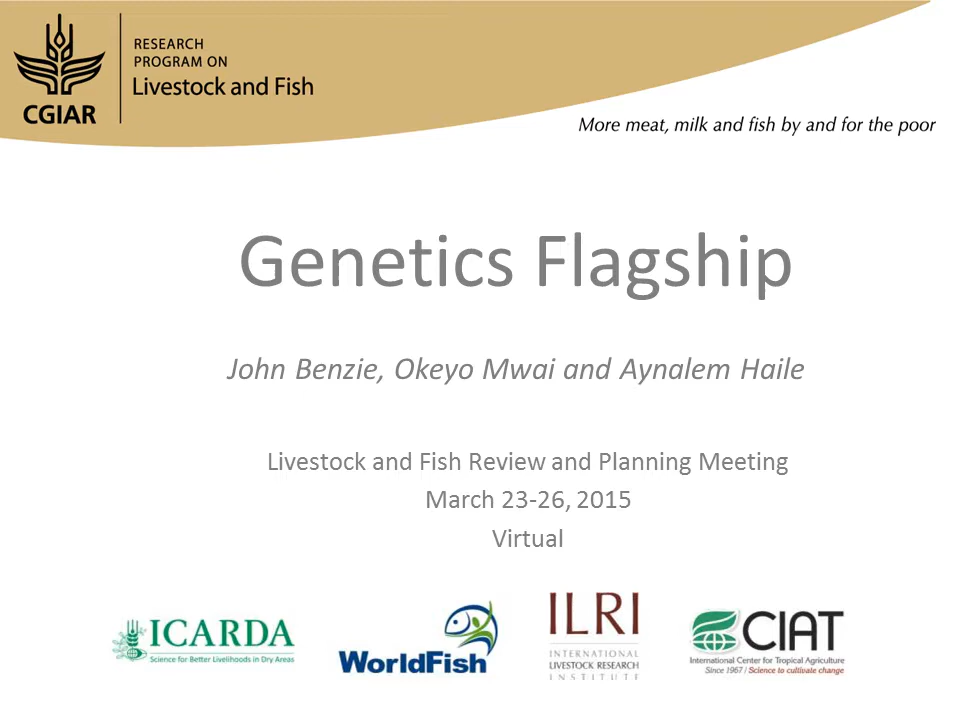 RESEARCH
PROGRAM ON
Livestock and Fish
CGIAR
More meat, milk and fish by and for the poor
Genetics Flagship
John Benzie, Okeyo Mwai and Aynalem Haile
Livestock and Fish Review and Planning Meeting
March 23-26, 2015
Virtual
ICARDA
Science for Better Livelihoods in Dry Areas
WorldFish
ILRI
INTERNATIONAL
LIVESTOCK RESEARCH
INSTITUTE
CIAT
International Center for Tropical Agriculture
Since 1967 / Science to cultivate change